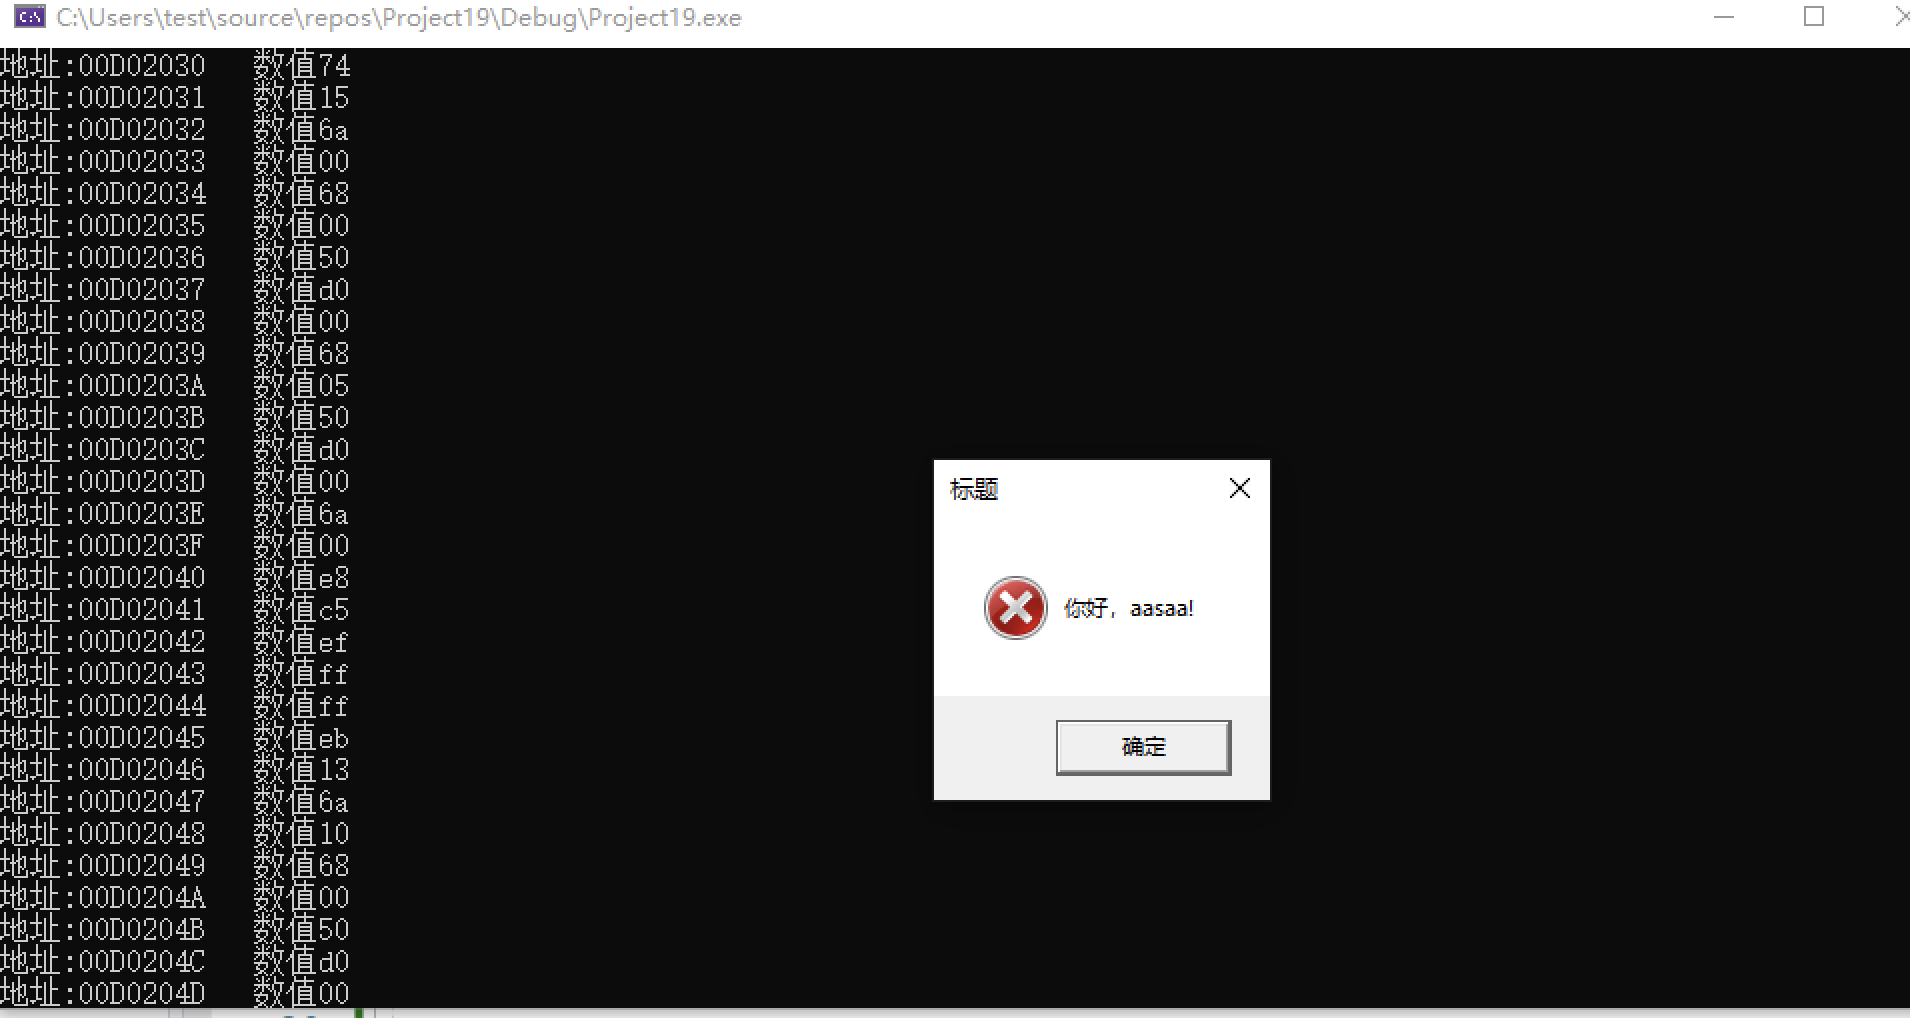 C:\Users\test\source\repos\Project19\Debug\Project19.exe
地址:00D02030 数值74
地址:00D02031 数值15
地址:00D02032 数值6a
地址:00D02033 数值00
地址:00D02034 数值68
地址:00D02035 数值00
地址:00D02036 数值50
地址:00D02037 数值d0
地址:00D02038 数值00
地址:00D02039 数值68
地址:00D0203A 数值05
地址:00D0203B 数值50
地址:00D0203C 数值d0
地址:00D0203D 数值00
地址:00D0203E 数值6a
地址:00D0203F 数值00
地址:00D02040 数值e8
地址:00D02041 数值c5
地址:00D02042 数值ef
地址:00D02043 数值ff
地址:00D02044 数值ff
地址:00D02045 数值eb
地址:00D02046 数值13
地址:00D02047 数值6a
地址:00D02048 数值10
地址:00D02049 数值68
地址:00D0204A 数值00
地址:00D0204B 数值50
地址:00D0204C 数值d0
地址:00D0204D 数值00
标题
你好，aasaa!
确定